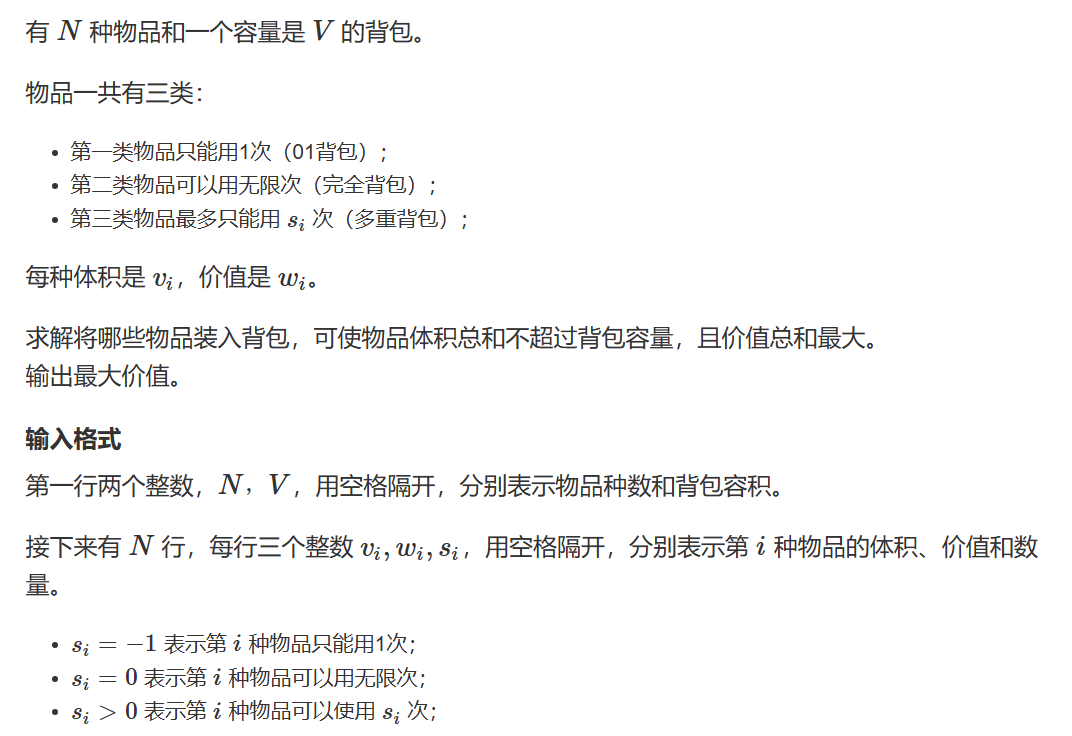 有 N 种物品和一个容量是 V 的背包。
物品一共有三类：
• 第一类物品只能用1次（01背包）；
• 第二类物品可以用无限次（完全背包）；
• 第三类物品最多只能用 sᵢ 次（多重背包）；
每种体积是 vᵢ，价值是 wᵢ。
求解将哪些物品装入背包，可使物品体积总和不超过背包容量，且价值总和最大。
输出最大价值。
输入格式
第一行两个整数，N，V，用空格隔开，分别表示物品种数和背包容积。
接下来有 N 行，每行三个整数 vᵢ, wᵢ, sᵢ，用空格隔开，分别表示第 i 种物品的体积、价值和数
量。
• sᵢ = −1 表示第 i 种物品只能用1次；
• sᵢ = 0 表示第 i 种物品可以用无限次；
• sᵢ > 0 表示第 i 种物品可以使用 sᵢ 次；